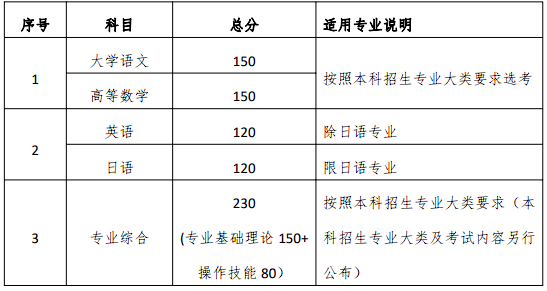 序号 科目 总分 适用专业说明
1 大学语文 150 按照本科招生专业大类要求选考
高等数学 150
2 英语 120 除日语专业
日语 120 限日语专业
3 专业综合 230 按照本科招生专业大类要求（本
(专业基础理论 150+ 科招生专业大类及考试内容另行
操作技能 80） 公布）